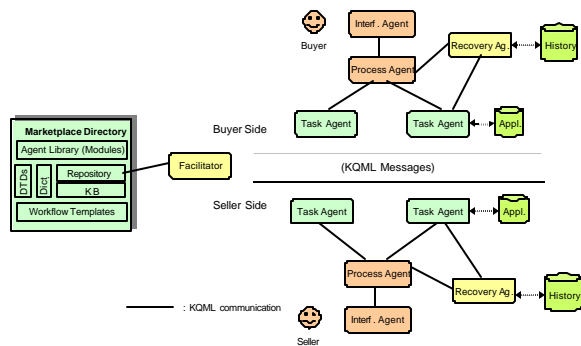 Buyer
Interf. Agent
Recovery Ag.
History
Process Agent
Task Agent
Task Agent
Appl.
Buyer Side
Marketplace Directory
Agent Library (Modules)
DTDs
Dict
Repository
KB
Workflow Templates
Facilitator
(KQML Messages)
Seller Side
Task Agent
Task Agent
Appl.
Process Agent
Recovery Ag.
History
: KQML communication
Interf. Agent
Seller